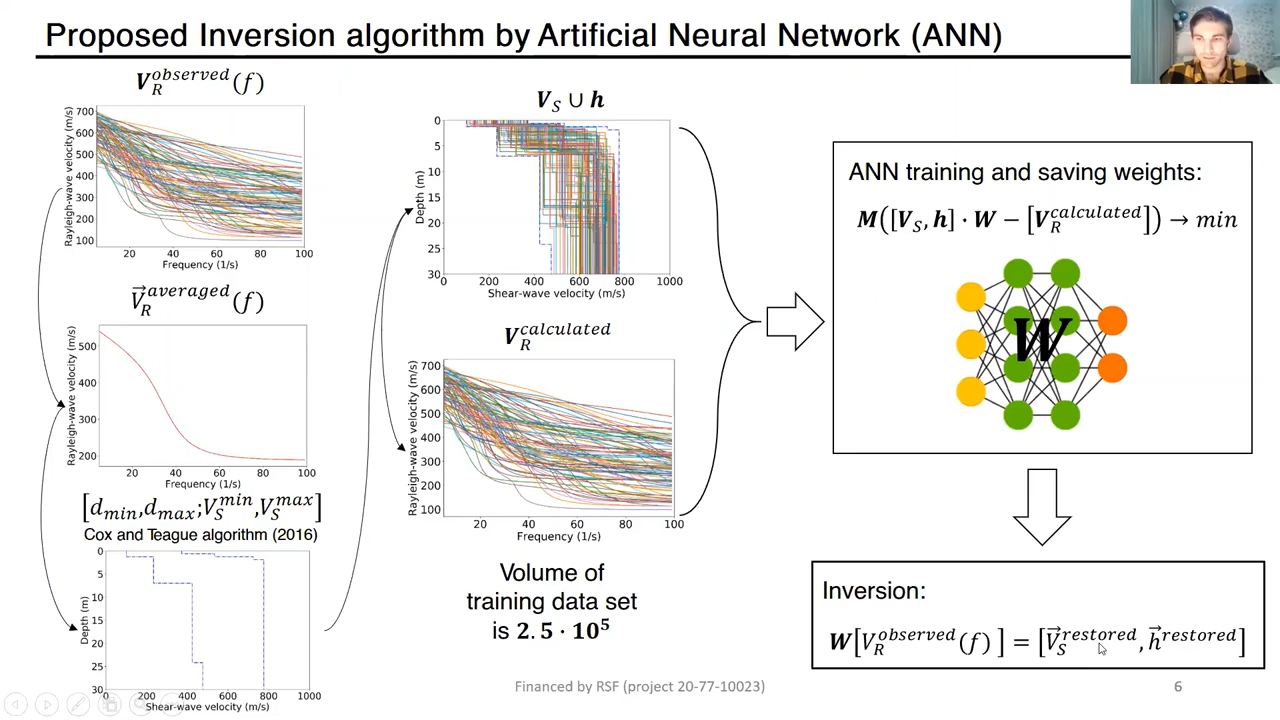 Proposed Inversion algorithm by Artificial Neural Network (ANN)
V_R^observed(f)
700
600
500
400
300
200
100
Rayleigh-wave velocity (m/s)
20 40 60 80 100
Frequency (1/s)
V⃗_R^averaged(f)
500
400
300
200
Rayleigh-wave velocity (m/s)
20 40 60 80 100
Frequency (1/s)
[d_min,d_max;V_S^min,V_S^max]
Cox and Teague algorithm (2016)
0
5
10
15
20
25
30
Depth (m)
0 200 400 600 800 1000
Shear-wave velocity (m/s)
V_S ∪ h
0
5
10
15
20
25
30
Depth (m)
0 200 400 600 800 1000
Shear-wave velocity (m/s)
V_R^calculated
700
600
500
400
300
200
100
Rayleigh-wave velocity (m/s)
20 40 60 80 100
Frequency (1/s)
Volume of
training data set
is 2.5 · 10^5
ANN training and saving weights:
M([V_S, h] · W − [V_R^calculated]) → min
W
Inversion:
W[V_R^observed(f) ] = [V⃗_S^restored, h⃗^restored]
Financed by RSF (project 20-77-10023)
6